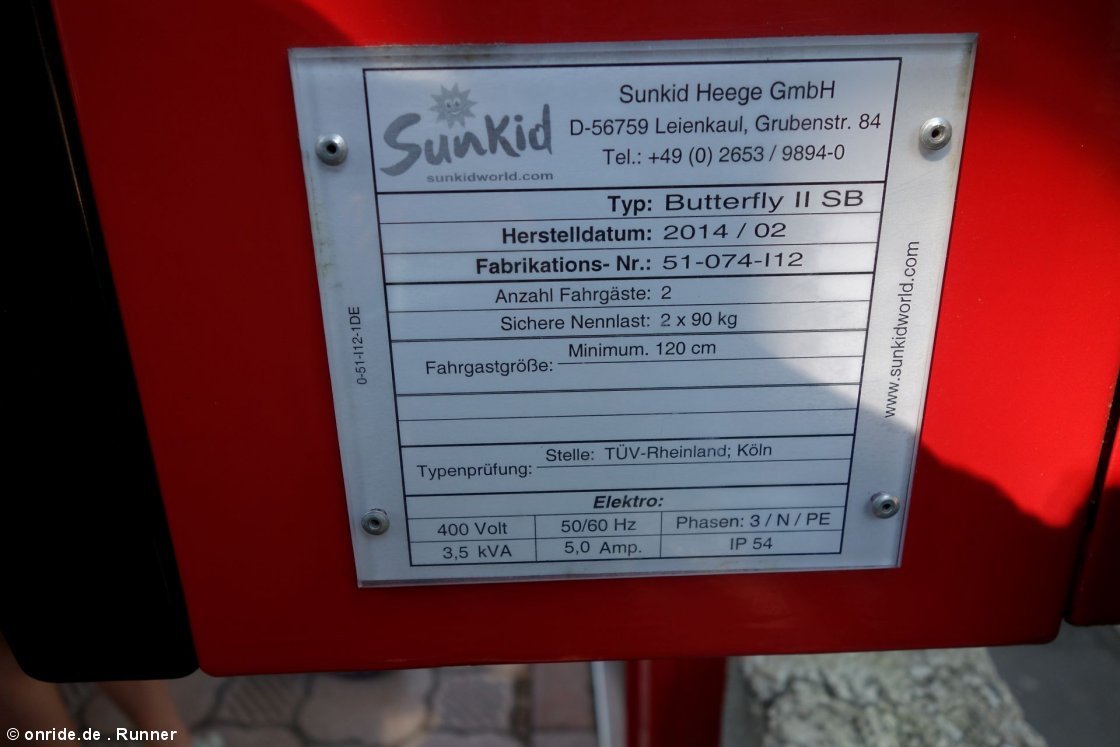 SunKid
sunkidworld.com
Sunkid Heege GmbH
D-56759 Leienkaul, Grubenstr. 84
Tel.: +49 (0) 2653 / 9894-0
Typ: Butterfly II SB
Herstelldatum: 2014 / 02
Fabrikations- Nr.: 51-074-I12
Anzahl Fahrgäste: 2
Sichere Nennlast: 2 x 90 kg
Minimum. 120 cm
Fahrgastgröße:
Stelle: TÜV-Rheinland; Köln
Typenprüfung:
Elektro:
400 Volt 50/60 Hz Phasen: 3 / N / PE
3,5 kVA 5,0 Amp. IP 54
0-51-I12-1DE
www.sunkidworld.com
© onride.de . Runner